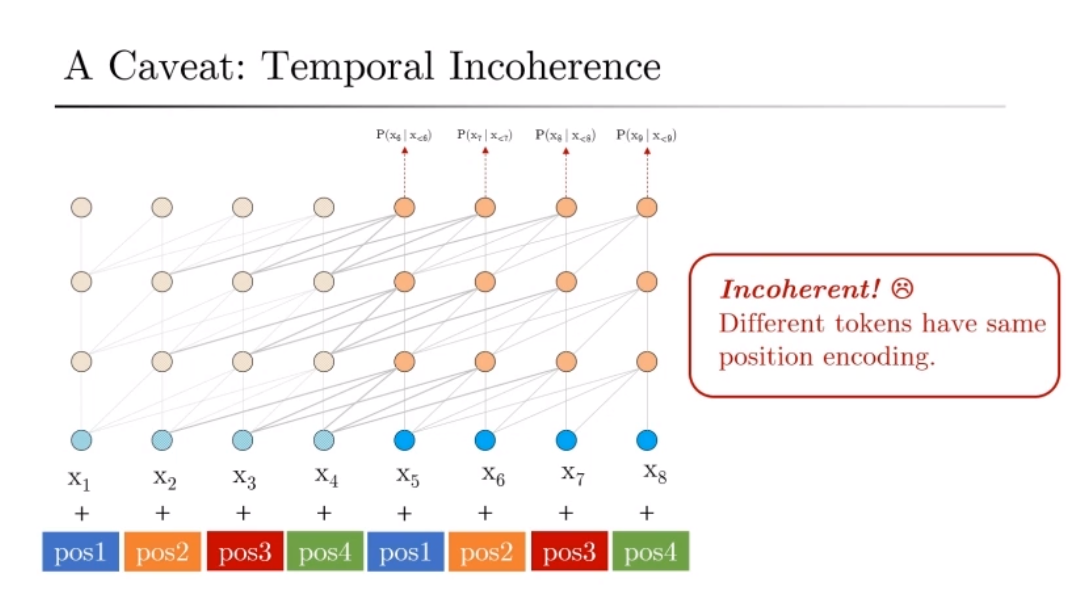 A Caveat: Temporal Incoherence
P(x₆ | x<₆) P(x₇ | x<₇) P(x₈ | x<₈) P(x₉ | x<₉)
Incoherent! ☹
Different tokens have same
position encoding.
x₁ x₂ x₃ x₄ x₅ x₆ x₇ x₈
+ + + + + + + +
pos1 pos2 pos3 pos4 pos1 pos2 pos3 pos4